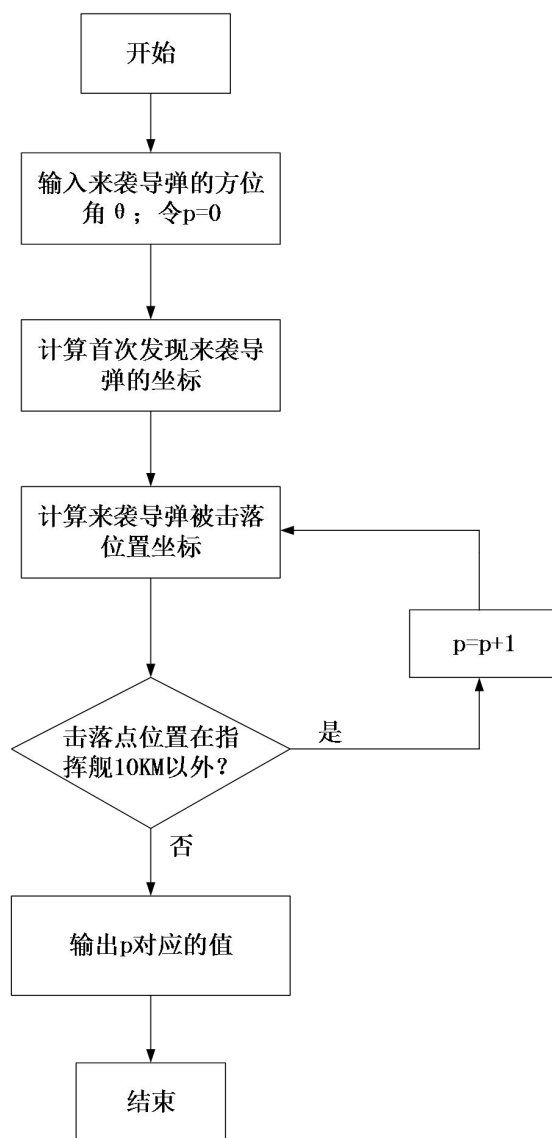 开始
输入来袭导弹的方位
角θ；令p=0
计算首次发现来袭导
弹的坐标
计算来袭导弹被击落
位置坐标
p=p+1
击落点位置在指
挥舰10KM以外?
是
否
输出p对应的值
结束